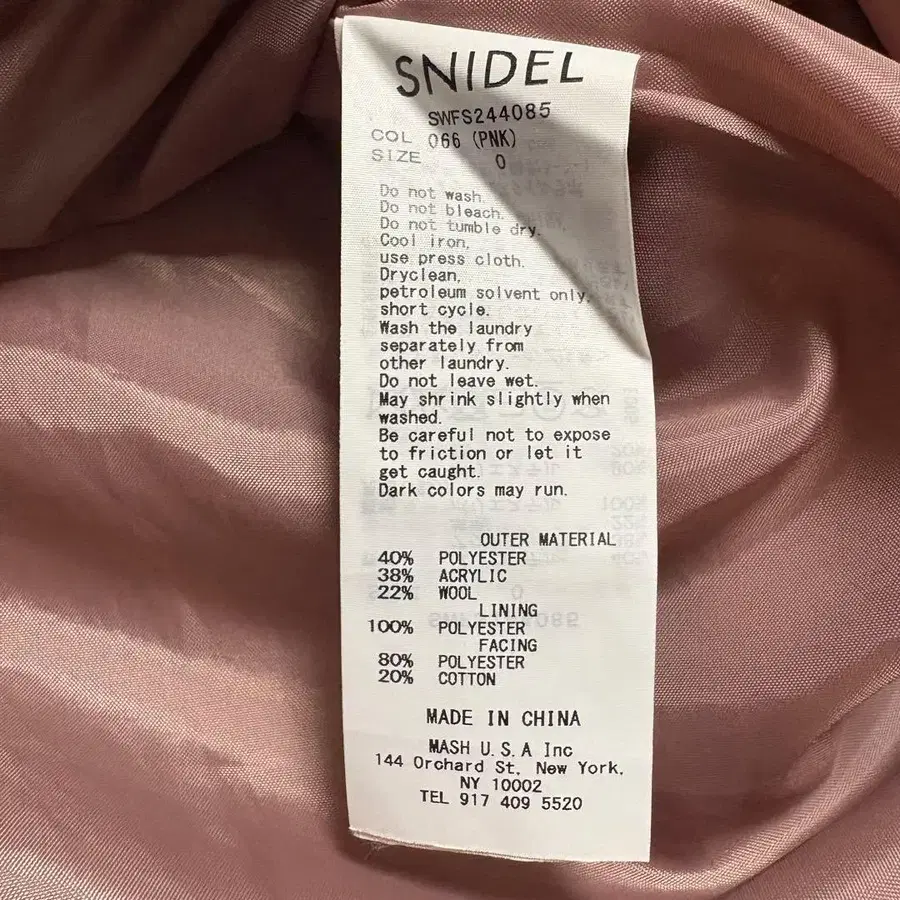 SNIDEL
SWFS244085
COL 066 (PNK)
SIZE 0
Do not wash.
Do not bleach.
Do not tumble dry.
Cool iron,
use press cloth.
Dryclean,
petroleum solvent only,
short cycle.
Wash the laundry
separately from
other laundry.
Do not leave wet.
May shrink slightly when
washed.
Be careful not to expose
to friction or let it
get caught.
Dark colors may run.
OUTER MATERIAL
40% POLYESTER
38% ACRYLIC
22% WOOL
LINING
100% POLYESTER
FACING
80% POLYESTER
20% COTTON
MADE IN CHINA
MASH U.S.A Inc
144 Orchard St, New York,
NY 10002
TEL 917 409 5520